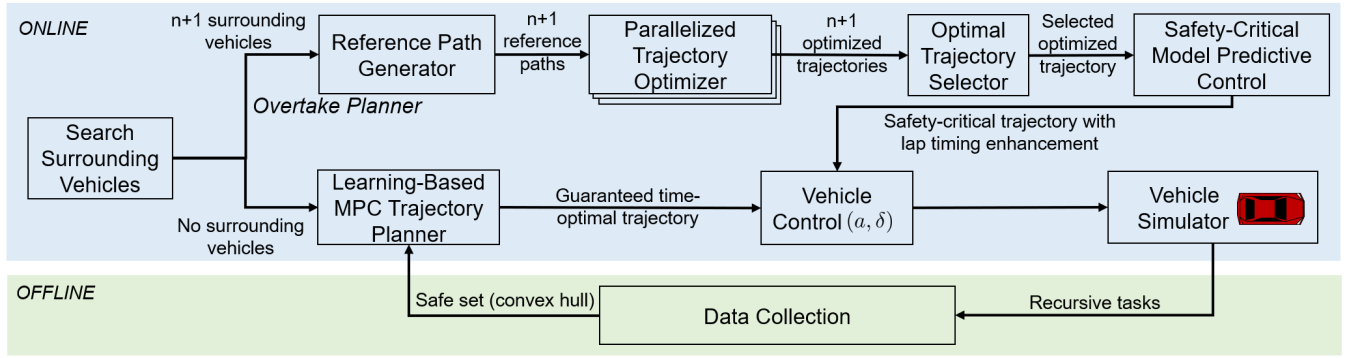 ONLINE
n+1 surrounding
vehicles
Reference Path
Generator
n+1
reference
paths
Parallelized
Trajectory
Optimizer
n+1
optimized
trajectories
Optimal
Trajectory
Selector
Selected
optimized
trajectory
Safety-Critical
Model Predictive
Control
Overtake Planner
Safety-critical trajectory with
lap timing enhancement
Search
Surrounding
Vehicles
No surrounding
vehicles
Learning-Based
MPC Trajectory
Planner
Guaranteed time-
optimal trajectory
Vehicle
Control (a, δ)
Vehicle
Simulator
OFFLINE
Safe set (convex hull)
Data Collection
Recursive tasks